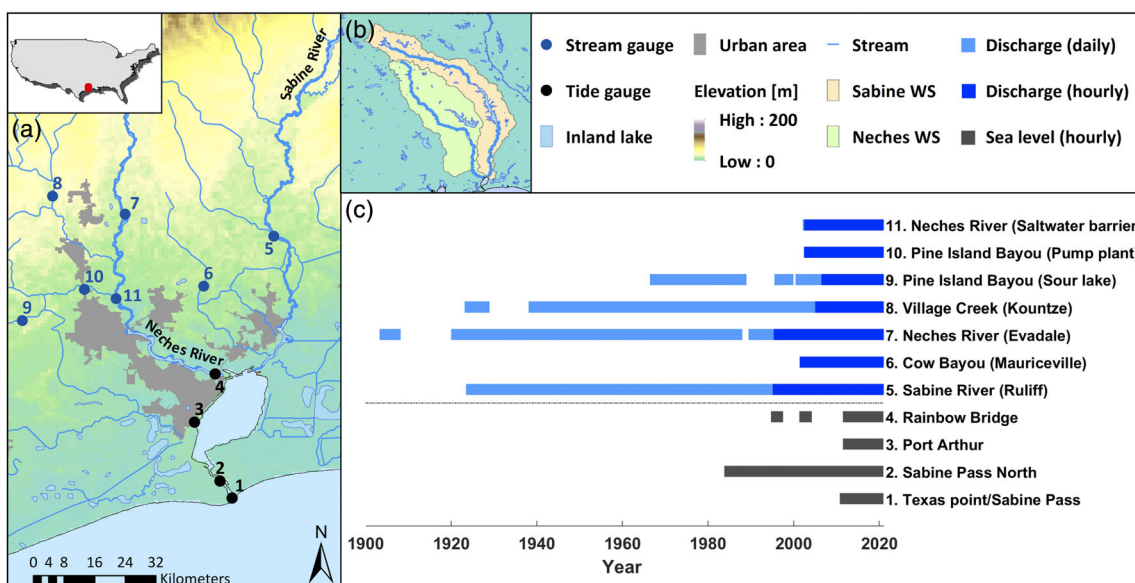 (a)
Sabine River
8
7
5
6
10
11
9
Neches River
4
3
2
1
N
0 4 8 16 24 32
Kilometers
(b)
Stream gauge
Urban area
Stream
Discharge (daily)
Tide gauge
Elevation [m]
Sabine WS
Discharge (hourly)
High : 200
Inland lake
Neches WS
Sea level (hourly)
Low : 0
(c)
11. Neches River (Saltwater barrier
10. Pine Island Bayou (Pump plant
9. Pine Island Bayou (Sour lake)
8. Village Creek (Kountze)
7. Neches River (Evadale)
6. Cow Bayou (Mauriceville)
5. Sabine River (Ruliff)
4. Rainbow Bridge
3. Port Arthur
2. Sabine Pass North
1. Texas point/Sabine Pass
1900 1920 1940 1960 1980 2000 2020
Year